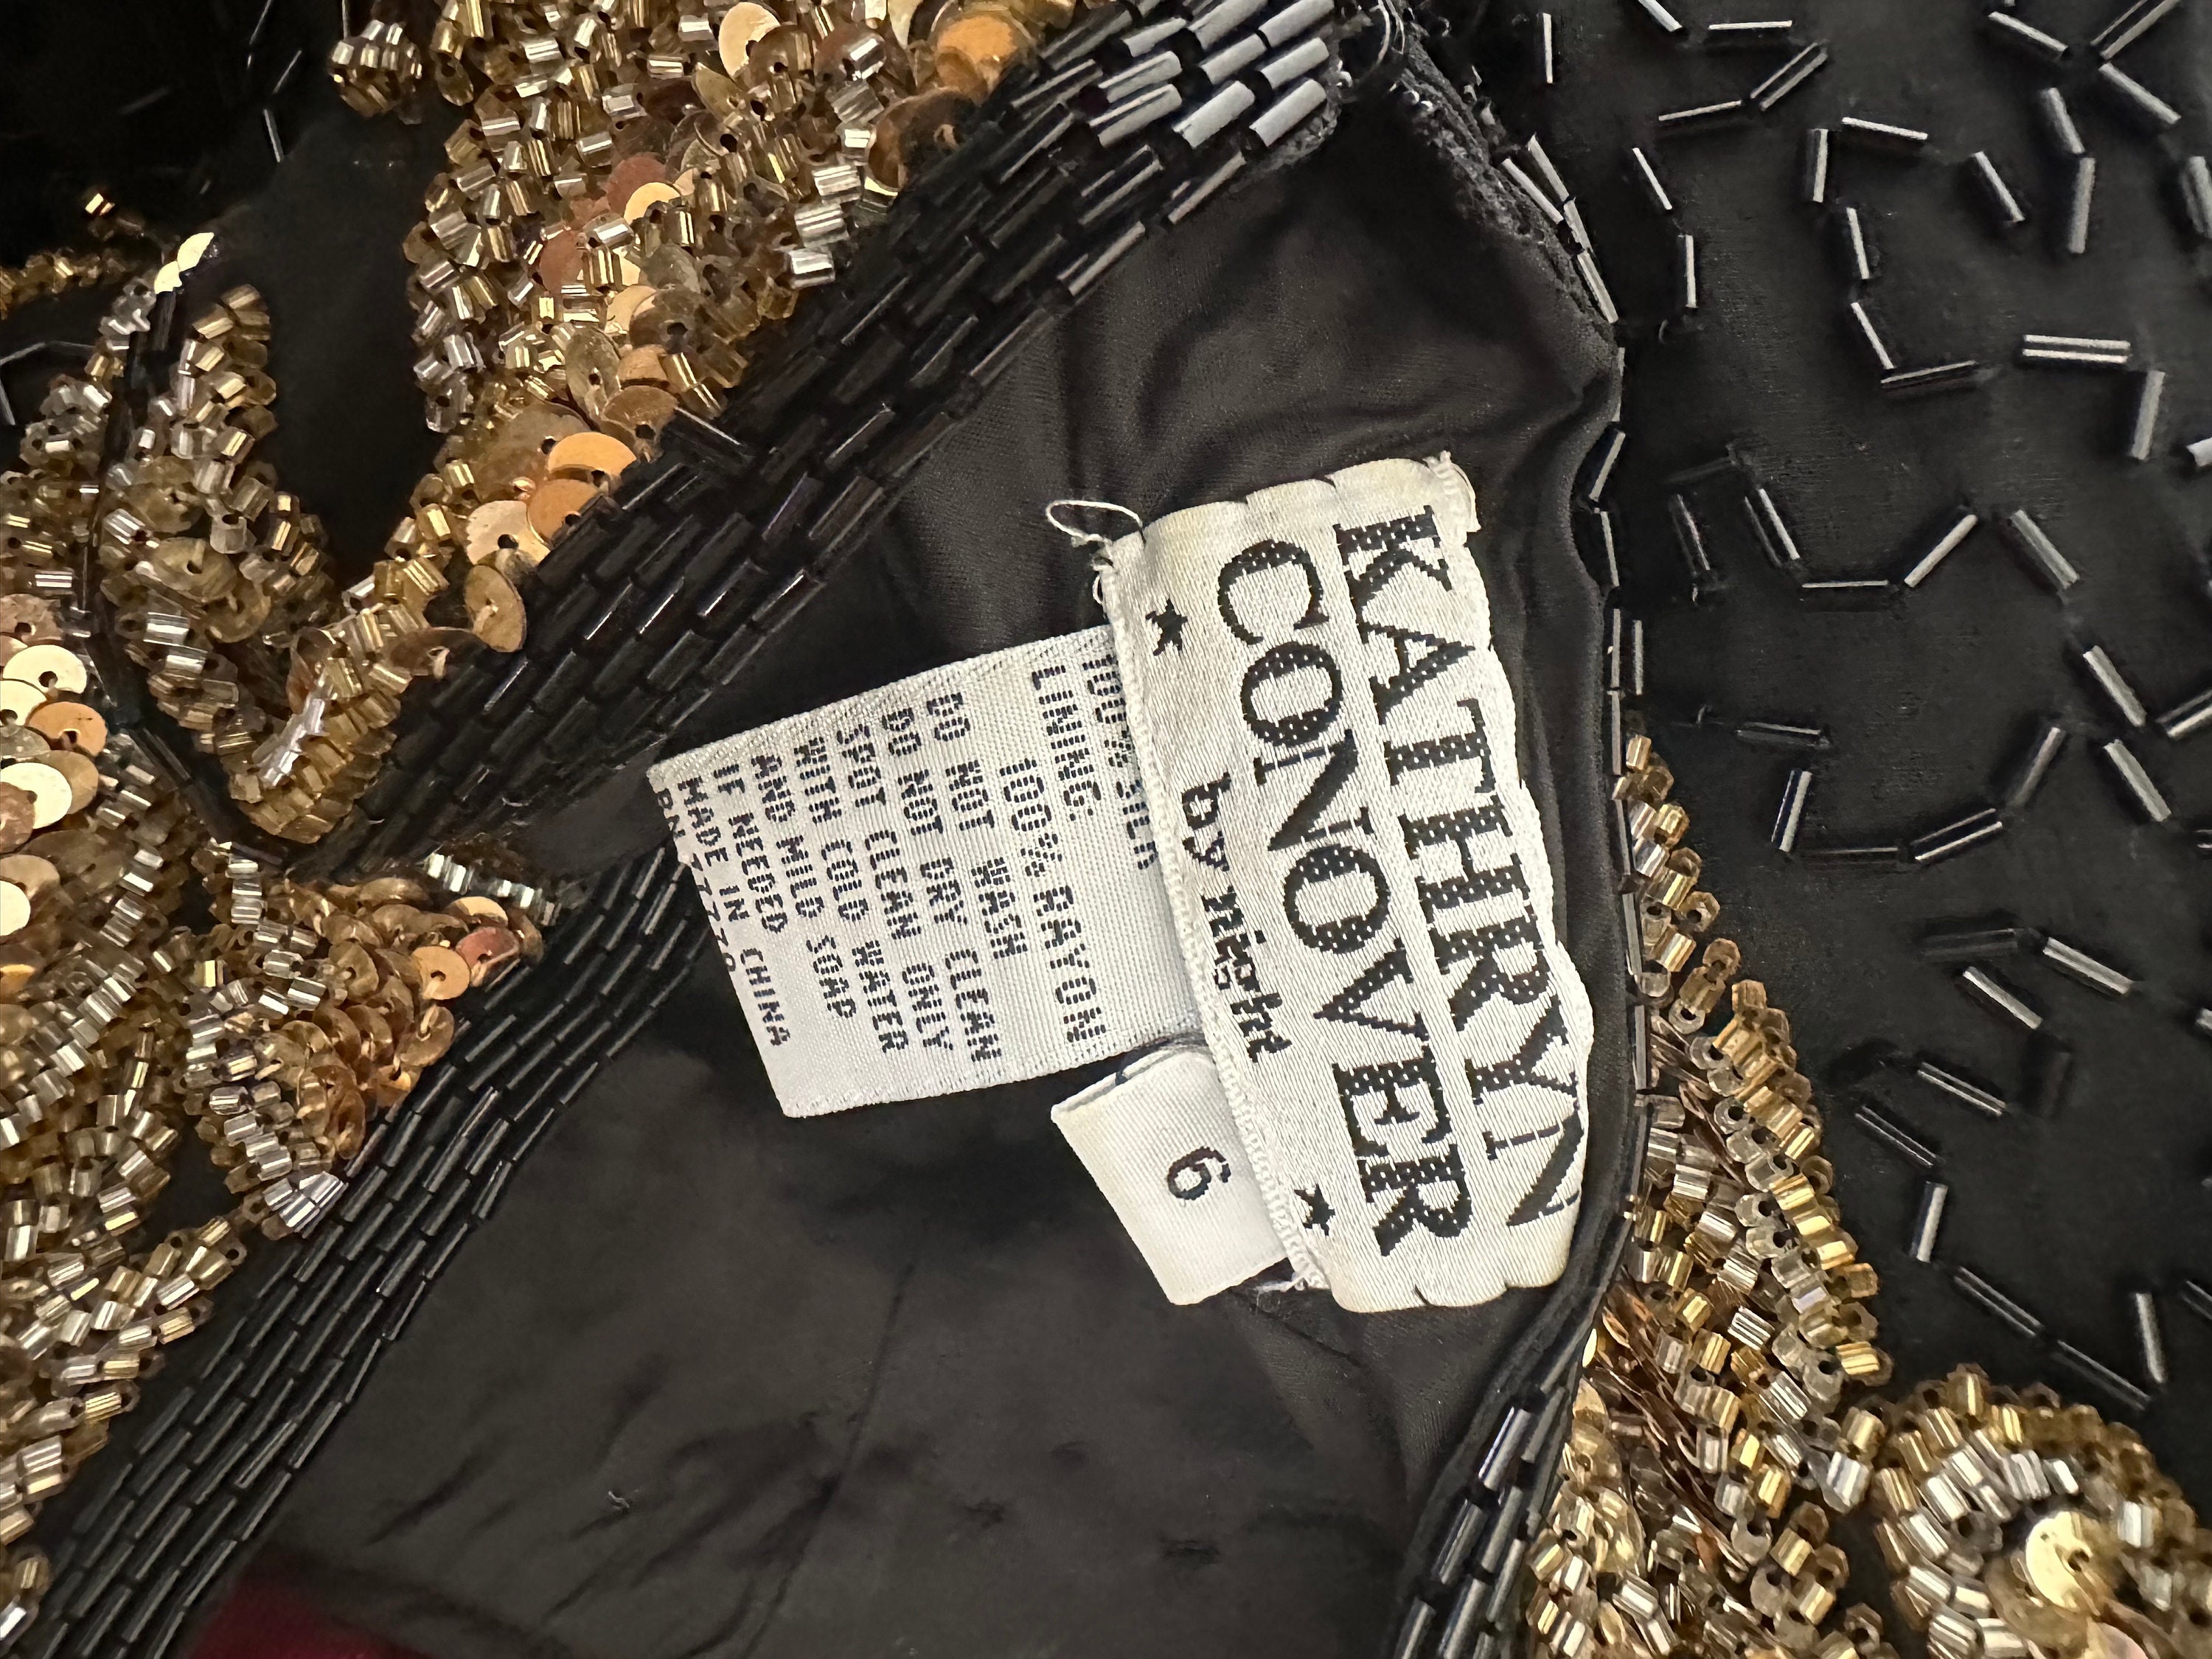 KATHRYN
CONOVER
★ by night ★
6
100% SILK
LINING:
100% RAYON
DO NOT WASH
DO NOT DRY CLEAN
SPOT CLEAN ONLY
WITH COLD WATER
AND MILD SOAP
IF NEEDED
MADE IN CHINA
RN